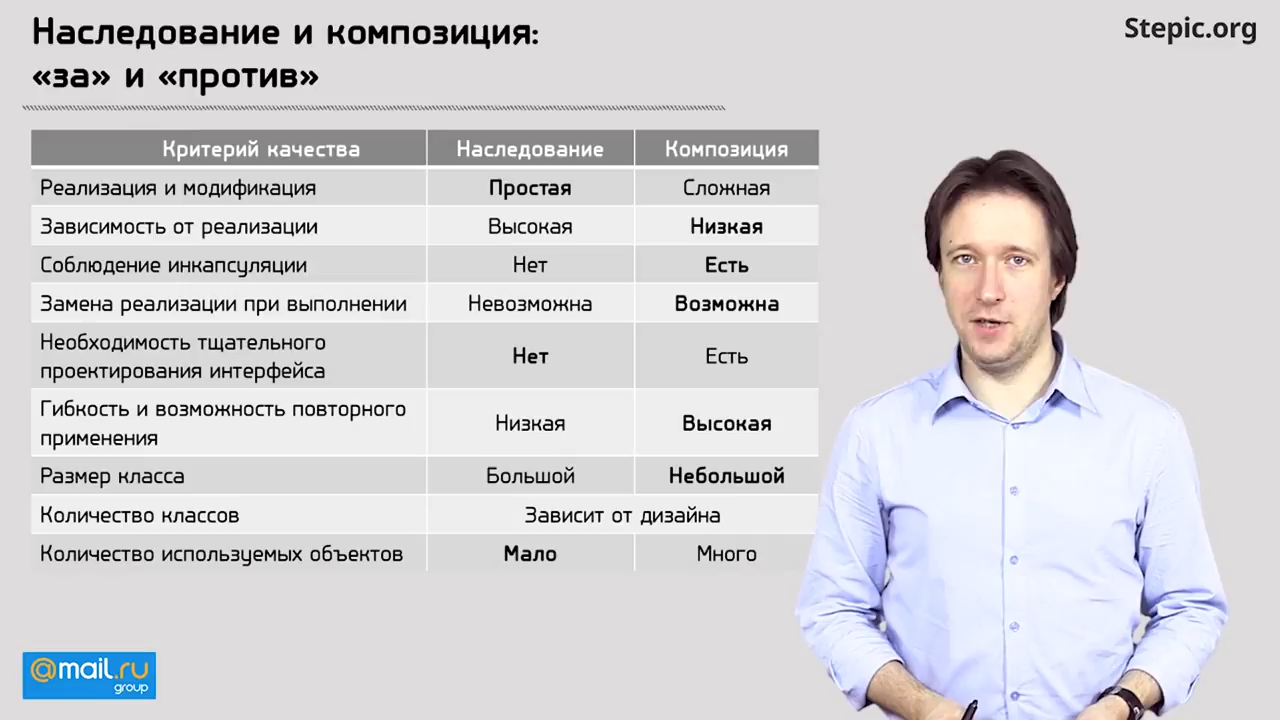 Наследование и композиция:
«за» и «против»
Stepic.org
Критерий качества Наследование Композиция
Реализация и модификация Простая Сложная
Зависимость от реализации Высокая Низкая
Соблюдение инкапсуляции Нет Есть
Замена реализации при выполнении Невозможна Возможна
Необходимость тщательного
проектирования интерфейса Нет Есть
Гибкость и возможность повторного
применения Низкая Высокая
Размер класса Большой Небольшой
Количество классов Зависит от дизайна
Количество используемых объектов Мало Много
@mail.ru
group